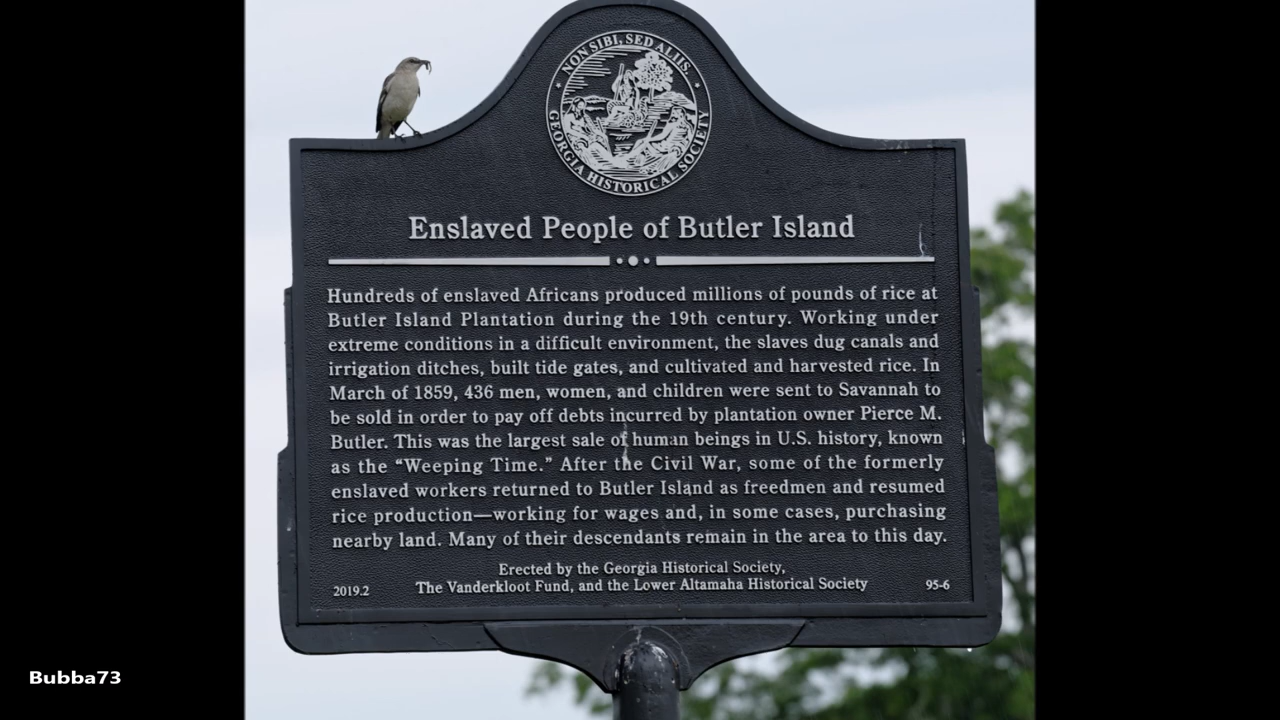 NON SIBI, SED ALIIS.
GEORGIA HISTORICAL SOCIETY
Enslaved People of Butler Island
Hundreds of enslaved Africans produced millions of pounds of rice at
Butler Island Plantation during the 19th century. Working under
extreme conditions in a difficult environment, the slaves dug canals and
irrigation ditches, built tide gates, and cultivated and harvested rice. In
March of 1859, 436 men, women, and children were sent to Savannah to
be sold in order to pay off debts incurred by plantation owner Pierce M.
Butler. This was the largest sale of human beings in U.S. history, known
as the “Weeping Time.” After the Civil War, some of the formerly
enslaved workers returned to Butler Island as freedmen and resumed
rice production—working for wages and, in some cases, purchasing
nearby land. Many of their descendants remain in the area to this day.
Erected by the Georgia Historical Society,
2019.2 The Vanderkloot Fund, and the Lower Altamaha Historical Society 95-6
Bubba73